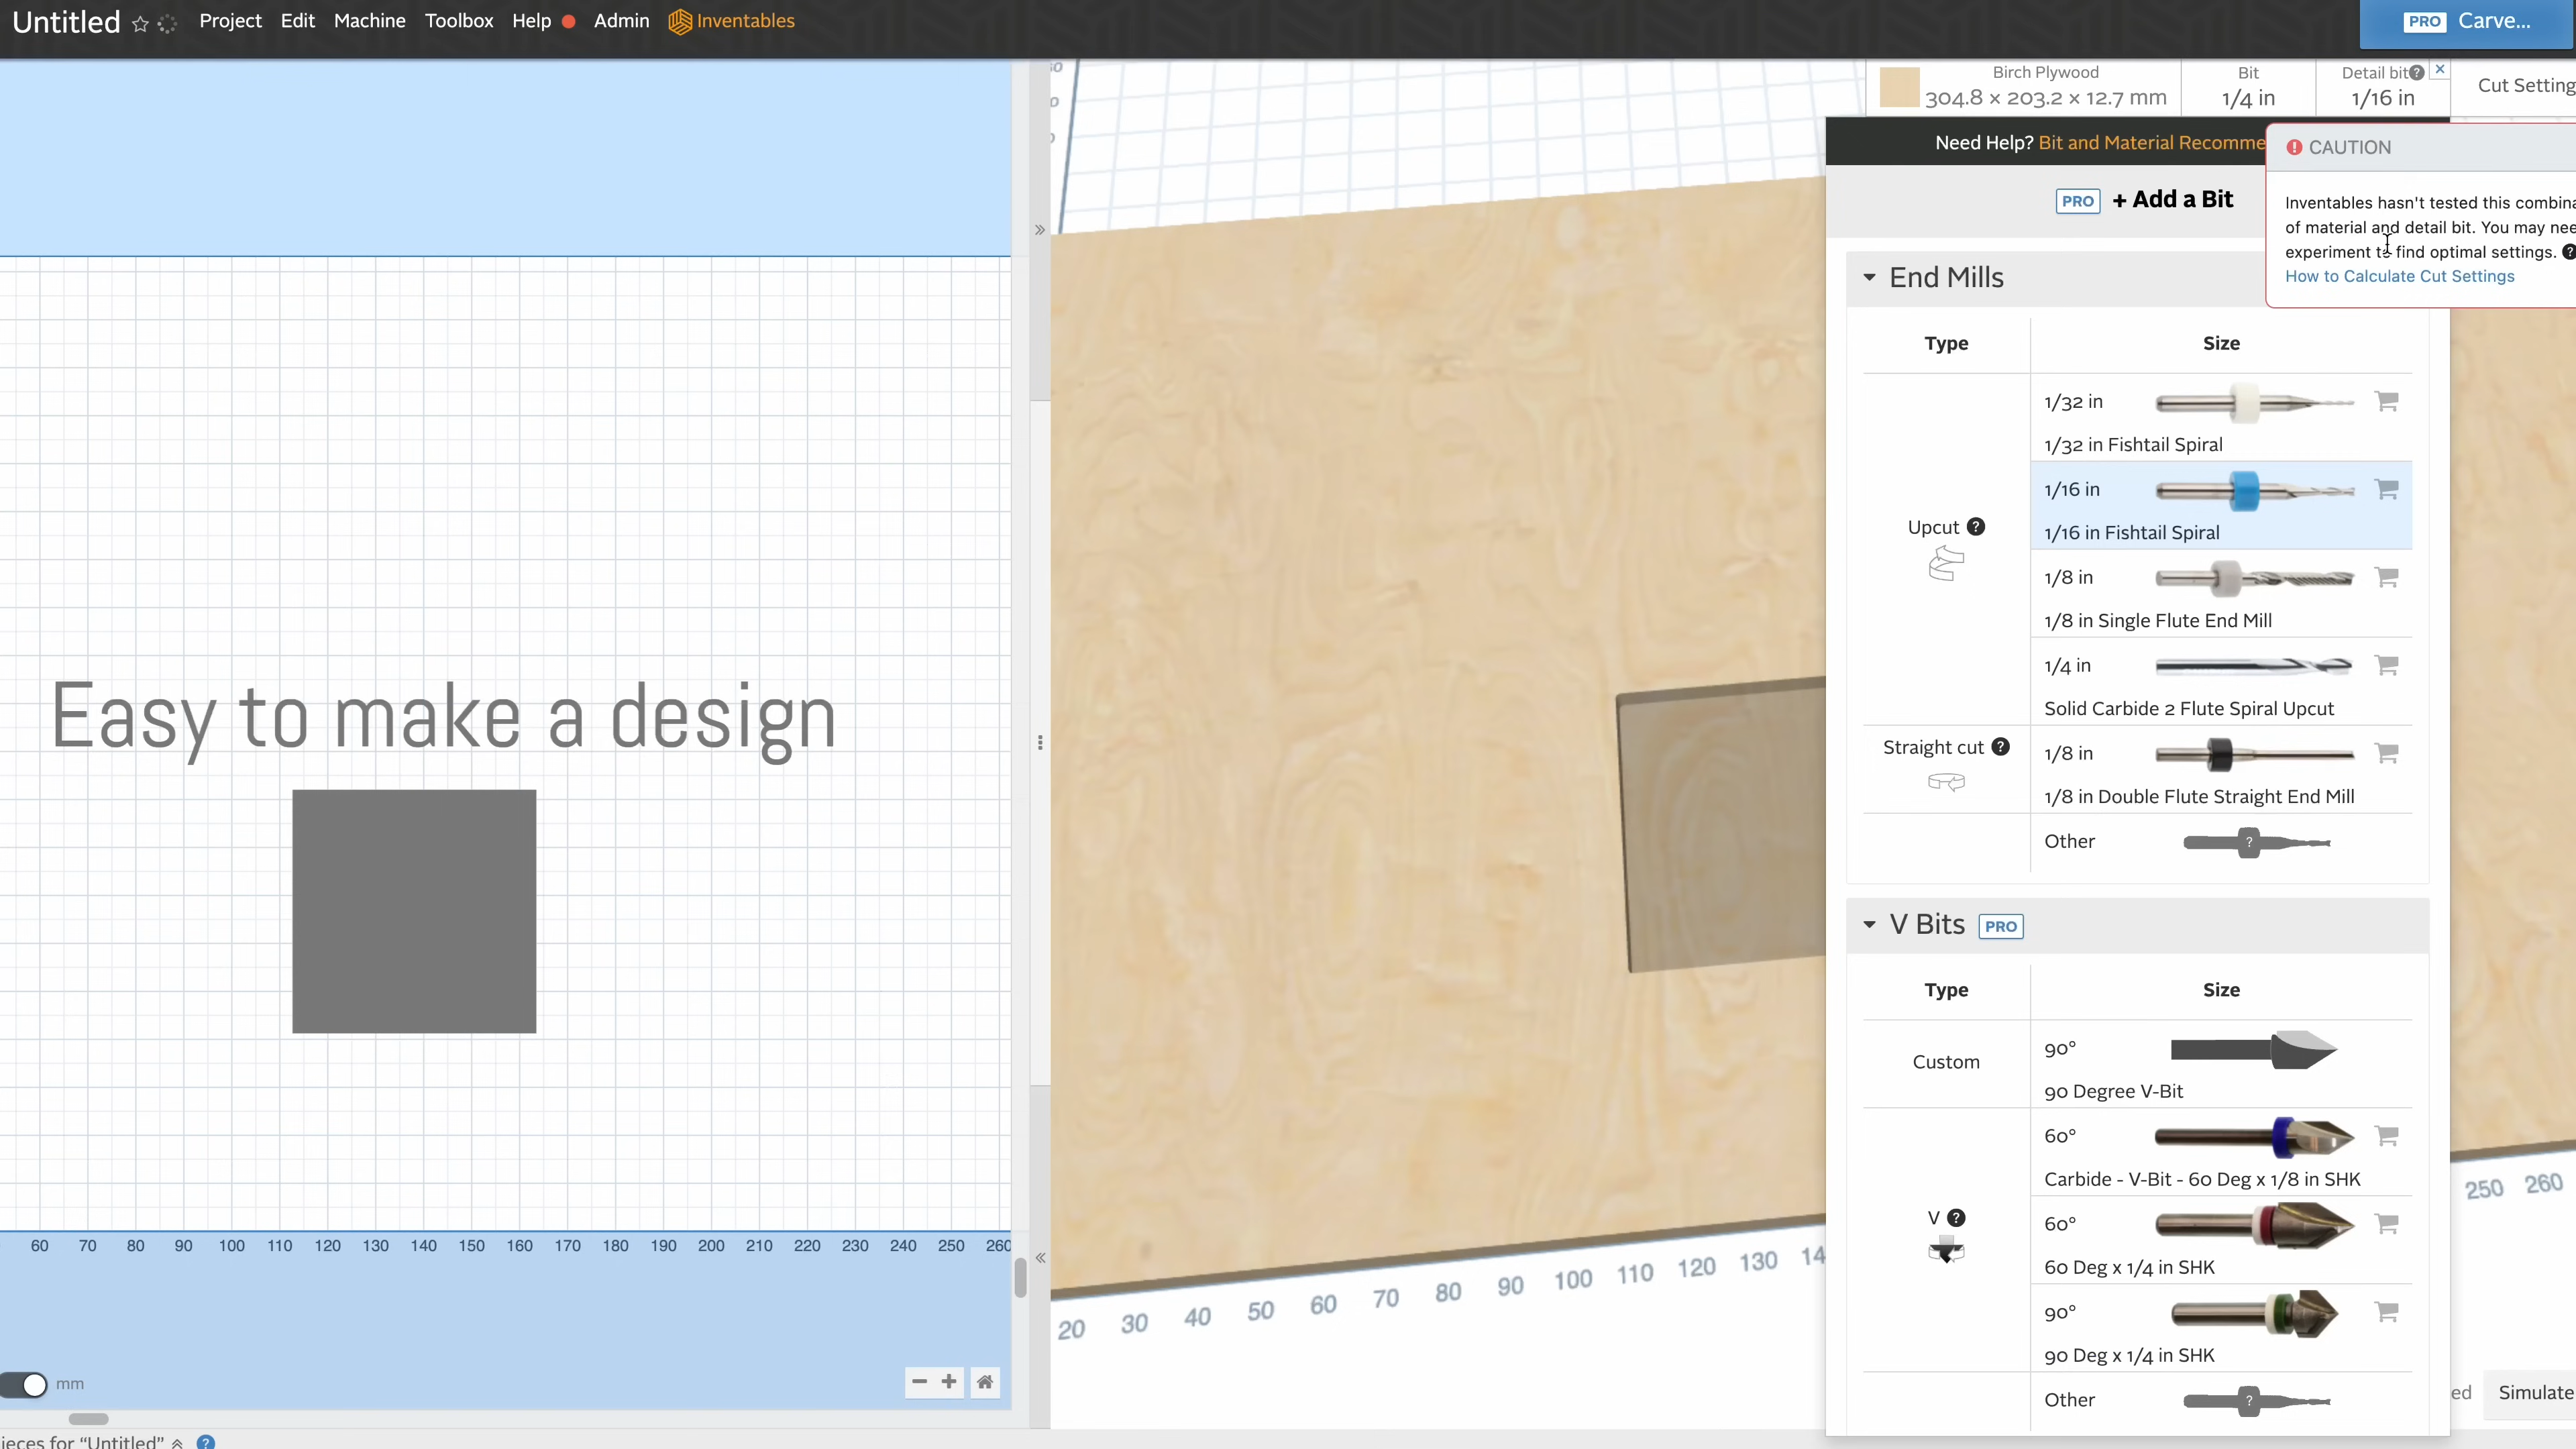 Untitled
Project
Edit
Machine
Toolbox
Help
Admin
Inventables
PRO Carve...
Birch Plywood
304.8 × 203.2 × 12.7 mm
Bit
1/4 in
Detail bit ?
1/16 in
Cut Setting
Need Help? Bit and Material Recomme
CAUTION
Inventables hasn't tested this combina
of material and detail bit. You may nee
experiment to find optimal settings. ?
How to Calculate Cut Settings
PRO + Add a Bit
End Mills
Type
Size
Upcut ?
1/32 in
1/32 in Fishtail Spiral
1/16 in
1/16 in Fishtail Spiral
1/8 in
1/8 in Single Flute End Mill
1/4 in
Solid Carbide 2 Flute Spiral Upcut
Straight cut ?
1/8 in
1/8 in Double Flute Straight End Mill
Other
?
V Bits PRO
Type
Size
Custom
90°
90 Degree V-Bit
V ?
60°
Carbide - V-Bit - 60 Deg x 1/8 in SHK
60°
60 Deg x 1/4 in SHK
90°
90 Deg x 1/4 in SHK
Other
?
Easy to make a design
60 70 80 90 100 110 120 130 140 150 160 170 180 190 200 210 220 230 240 250 260
20 30 40 50 60 70 80 90 100 110 120 130 14
250 260
mm
ed
Simulate
ieces for “Untitled” ?